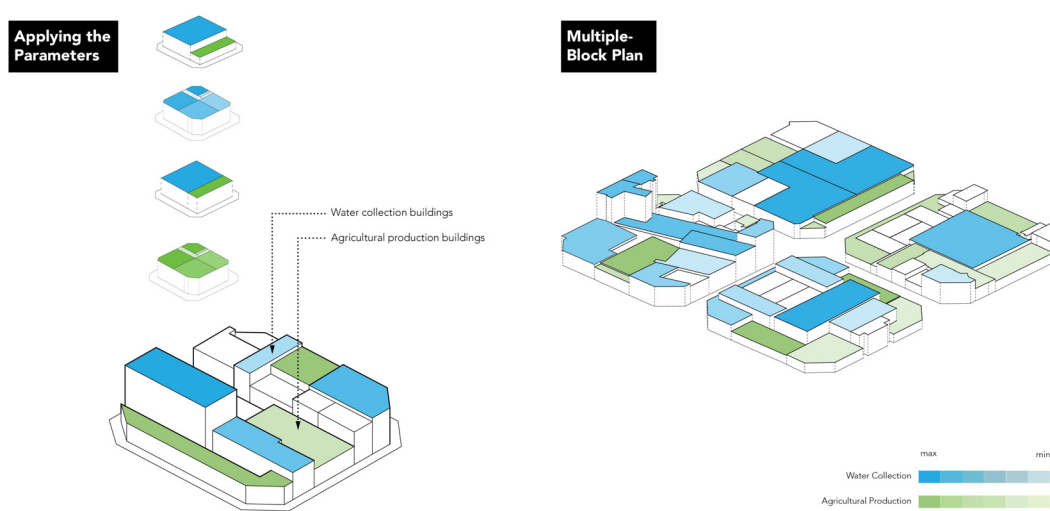 Applying the
Parameters
Multiple-
Block Plan
Water collection buildings
Agricultural production buildings
max
min
Water Collection
Agricultural Production